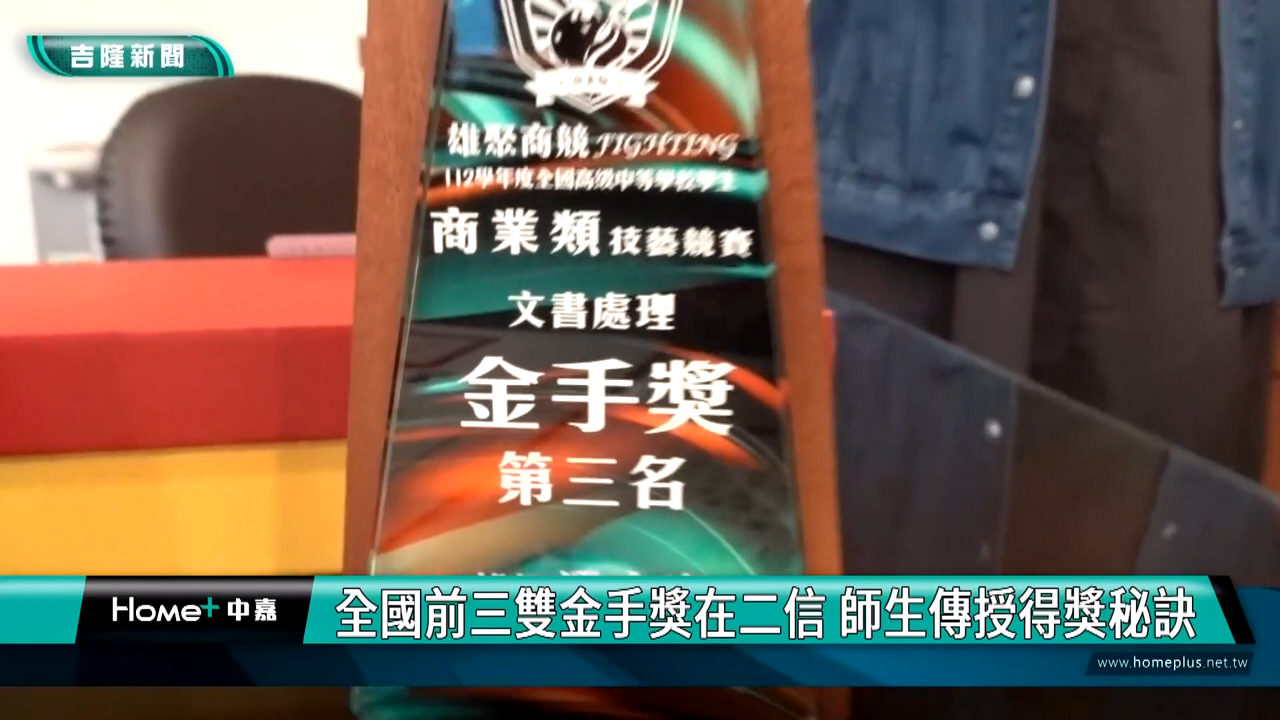 吉隆新聞
雄聚商競 FIGHTING
112學年度全國高級中等學校學生
商業類技藝競賽
文書處理
金手獎
第三名
Home+中嘉
全國前三雙金手獎在二信 師生傳授得獎秘訣
www.homeplus.net.tw